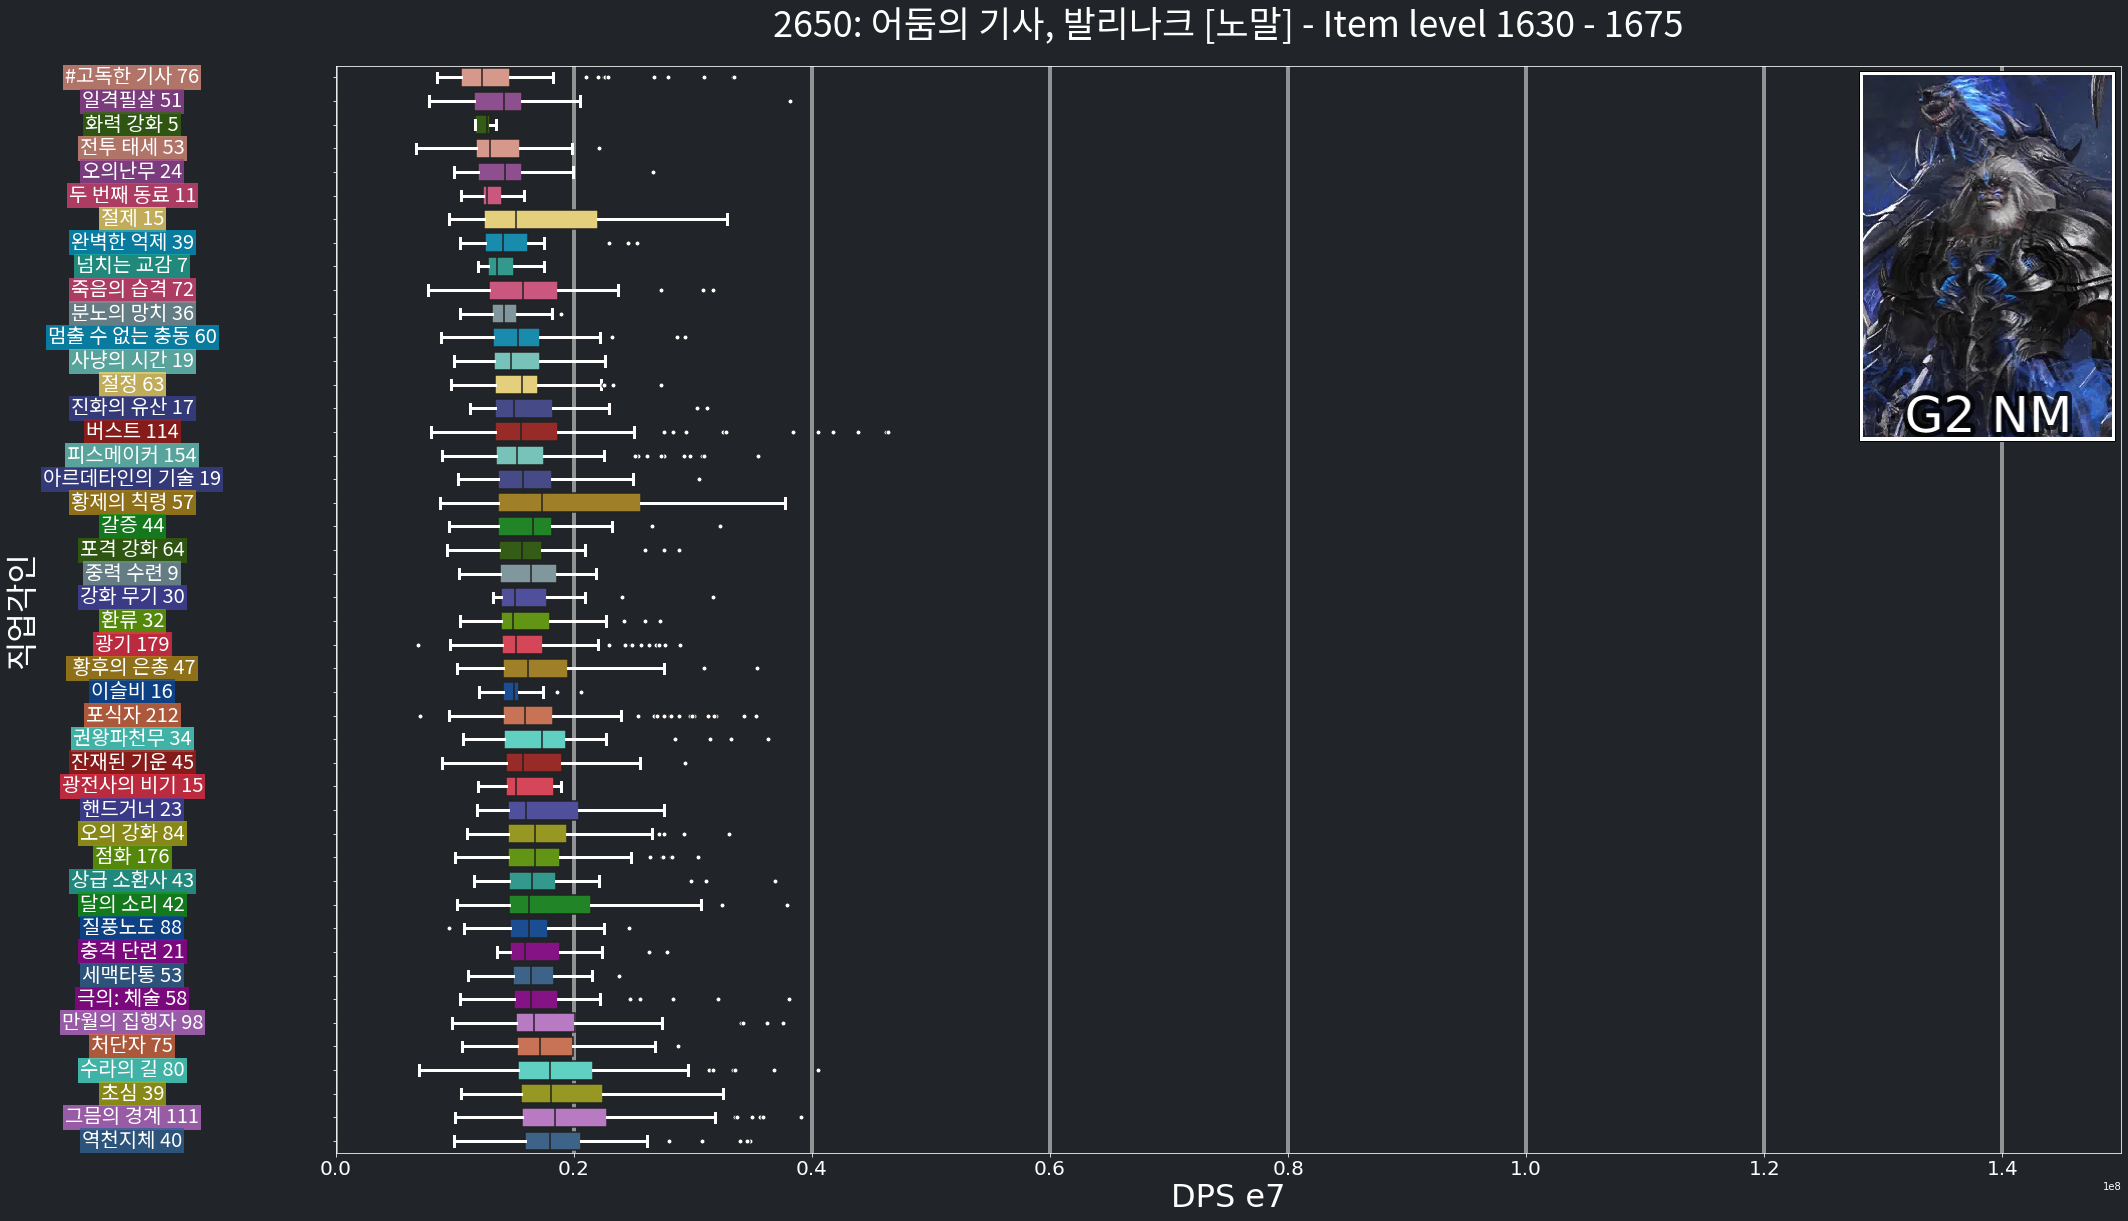 2650: 어둠의 기사, 발리나크 [노말] - Item level 1630 - 1675
#고독한 기사 76
일격필살 51
화력 강화 5
전투 태세 53
오의난무 24
두 번째 동료 11
절제 15
완벽한 억제 39
넘치는 교감 7
죽음의 습격 72
분노의 망치 36
멈출 수 없는 충동 60
사냥의 시간 19
절정 63
진화의 유산 17
버스트 114
피스메이커 154
아르데타인의 기술 19
황제의 칙령 57
갈증 44
포격 강화 64
중력 수련 9
강화 무기 30
환류 32
광기 179
황후의 은총 47
이슬비 16
포식자 212
권왕파천무 34
잔재된 기운 45
광전사의 비기 15
핸드거너 23
오의 강화 84
점화 176
상급 소환사 43
달의 소리 42
질풍노도 88
충격 단련 21
세맥타통 53
극의: 체술 58
만월의 집행자 98
처단자 75
수라의 길 80
초심 39
그믐의 경계 111
역천지체 40
직업각인
G2 NM
0.0 0.2 0.4 0.6 0.8 1.0 1.2 1.4
1e8
DPS e7